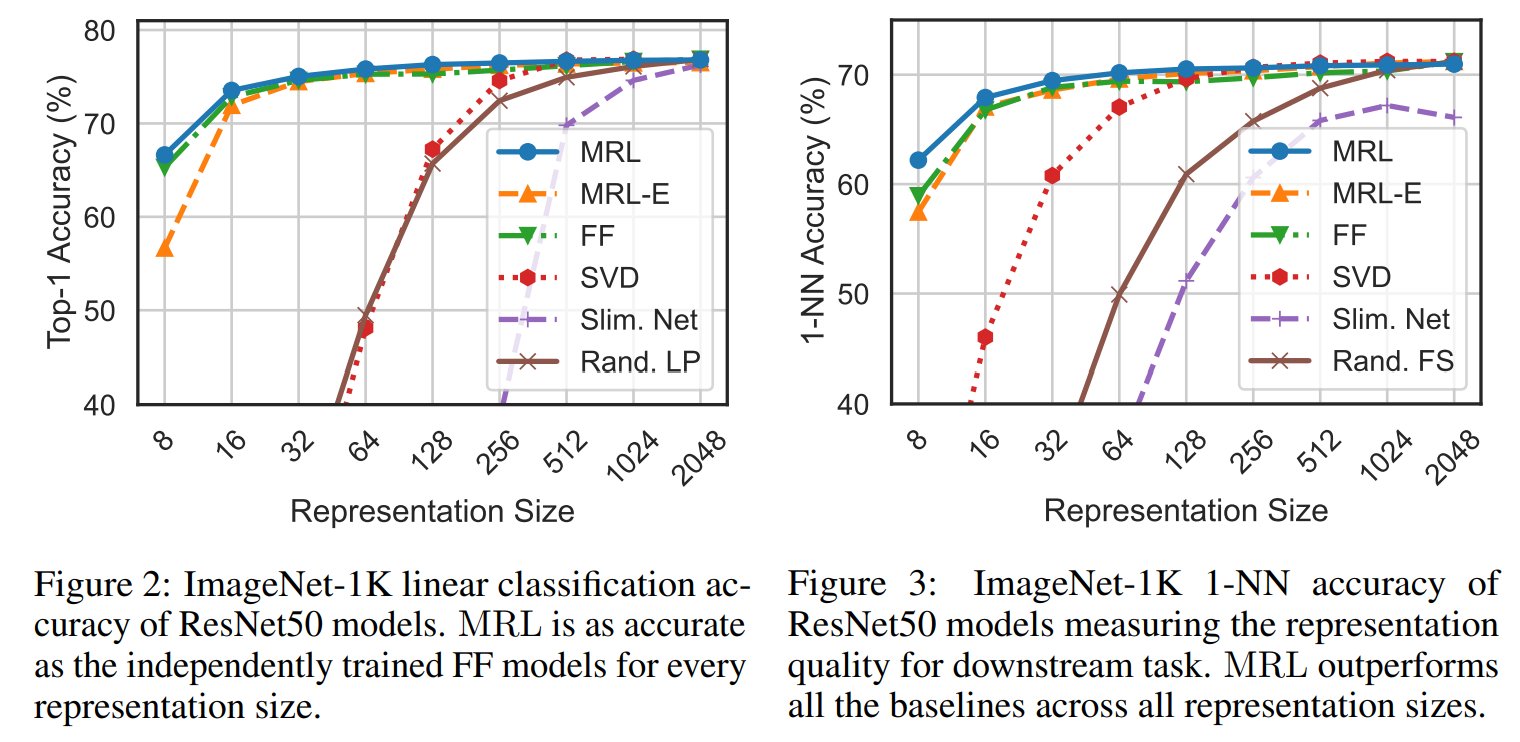 80
70
60
50
40
Top-1 Accuracy (%)
MRL
MRL-E
FF
SVD
Slim. Net
Rand. LP
8
16
32
64
128
256
512
1024
2048
Representation Size
Figure 2: ImageNet-1K linear classification ac-
curacy of ResNet50 models. MRL is as accurate
as the independently trained FF models for every
representation size.
70
60
50
40
1-NN Accuracy (%)
MRL
MRL-E
FF
SVD
Slim. Net
Rand. FS
8
16
32
64
128
256
512
1024
2048
Representation Size
Figure 3: ImageNet-1K 1-NN accuracy of
ResNet50 models measuring the representation
quality for downstream task. MRL outperforms
all the baselines across all representation sizes.